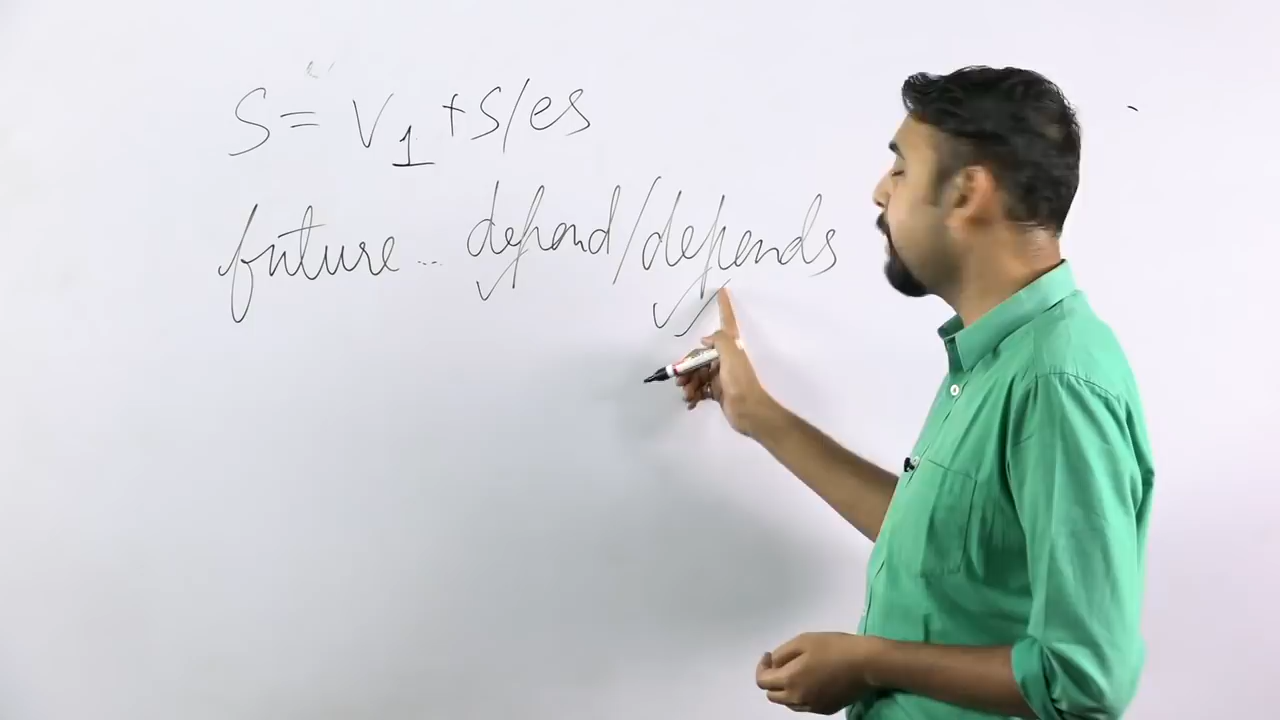 S = V1 + S/es
future... depend/depends